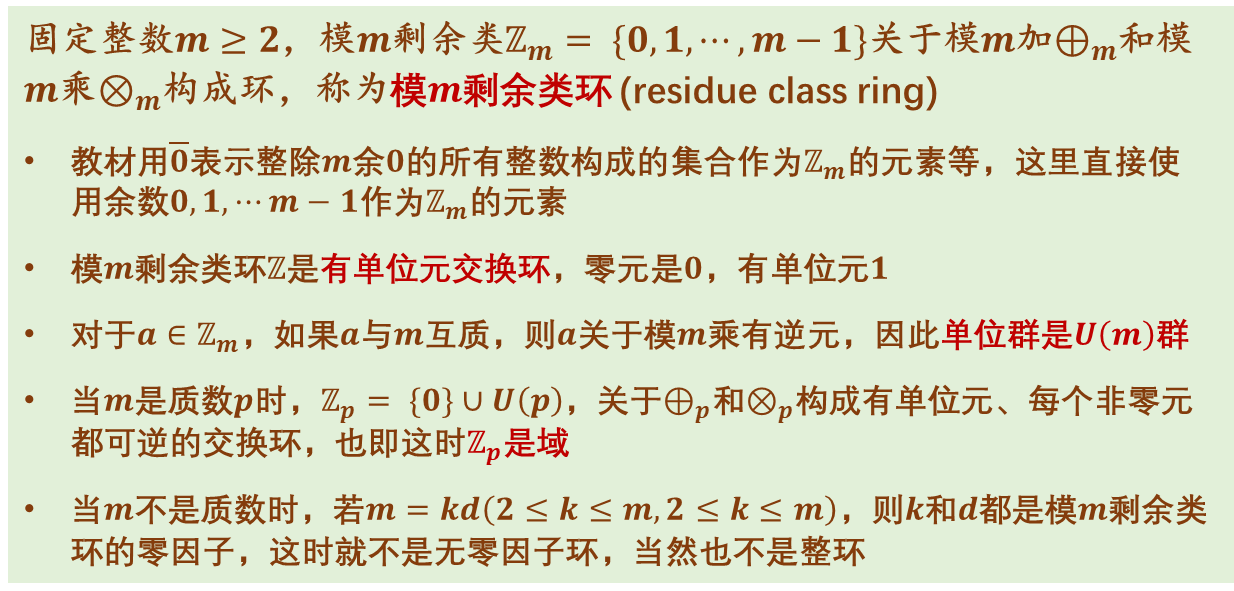 固定整数m ≥ 2，模m剩余类ℤₘ = {0, 1, ⋯, m − 1}关于模m加⊕ₘ和模
m乘⊗ₘ构成环，称为模m剩余类环 (residue class ring)
• 教材用0̅表示整除m余0的所有整数构成的集合作为ℤₘ的元素等，这里直接使
用余数0, 1, ⋯ m − 1作为ℤₘ的元素
• 模m剩余类环ℤ是有单位元交换环，零元是0，有单位元1
• 对于a ∈ ℤₘ，如果a与m互质，则a关于模m乘有逆元，因此单位群是U(m)群
• 当m是质数p时，ℤₚ = {0} ∪ U(p)，关于⊕ₚ和⊗ₚ构成有单位元、每个非零元
都可逆的交换环，也即这时ℤₚ是域
• 当m不是质数时，若m = kd(2 ≤ k ≤ m, 2 ≤ k ≤ m)，则k和d都是模m剩余类
环的零因子，这时就不是无零因子环，当然也不是整环